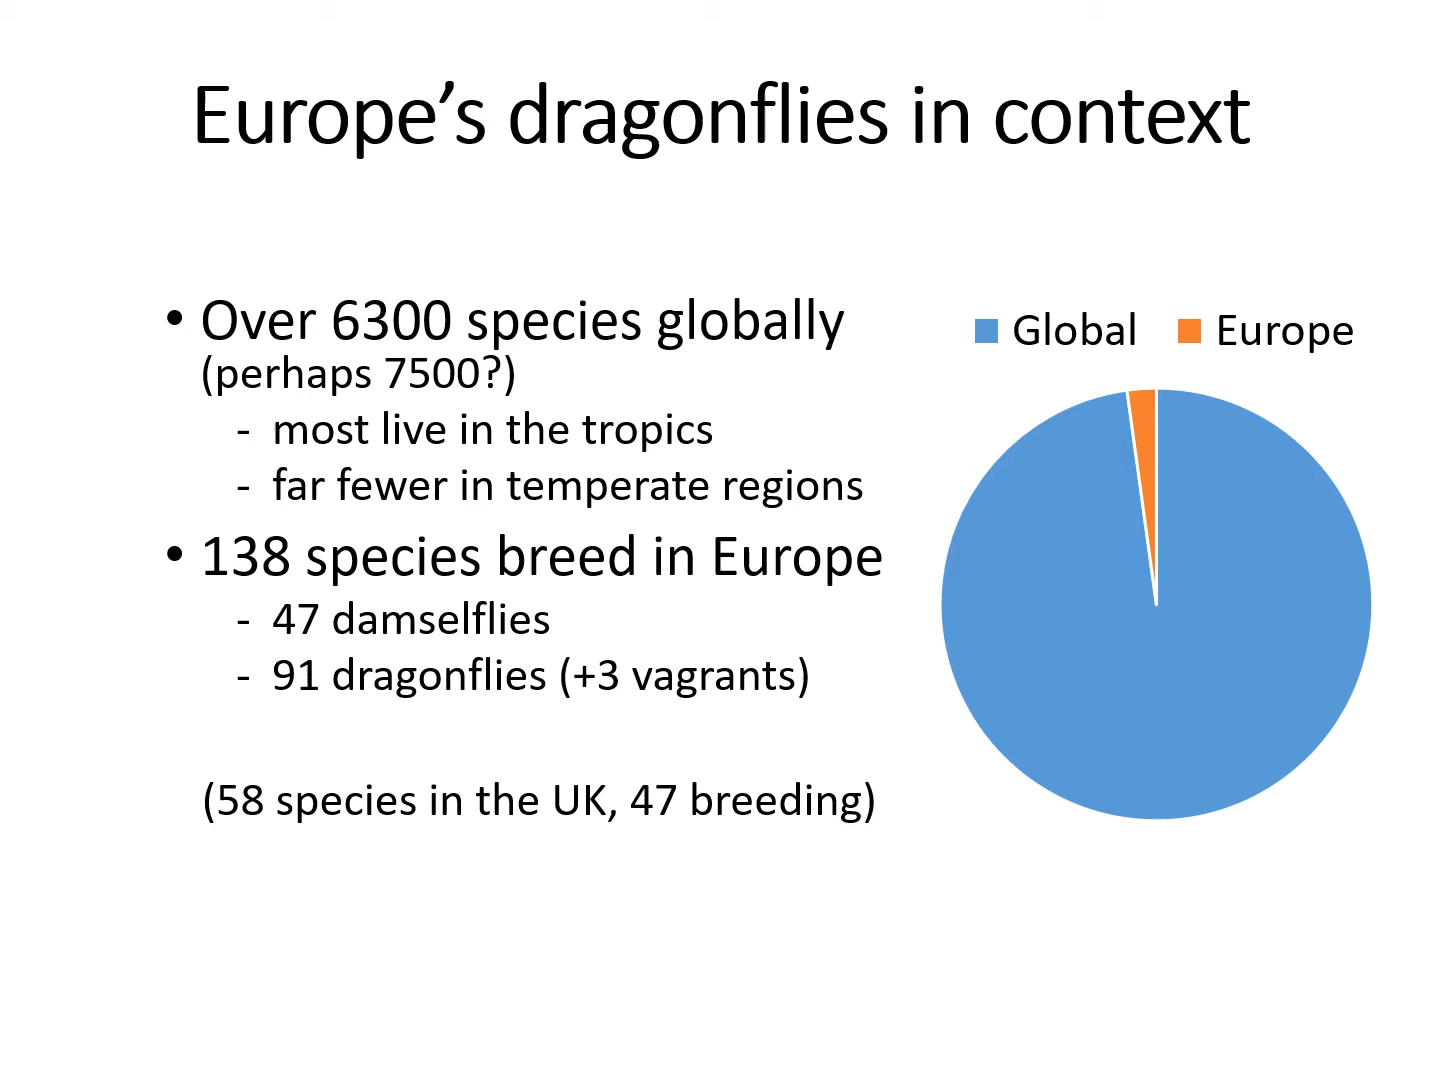 Europe’s dragonflies in context
• Over 6300 species globally
(perhaps 7500?)
- most live in the tropics
- far fewer in temperate regions
• 138 species breed in Europe
- 47 damselflies
- 91 dragonflies (+3 vagrants)
(58 species in the UK, 47 breeding)
Global Europe